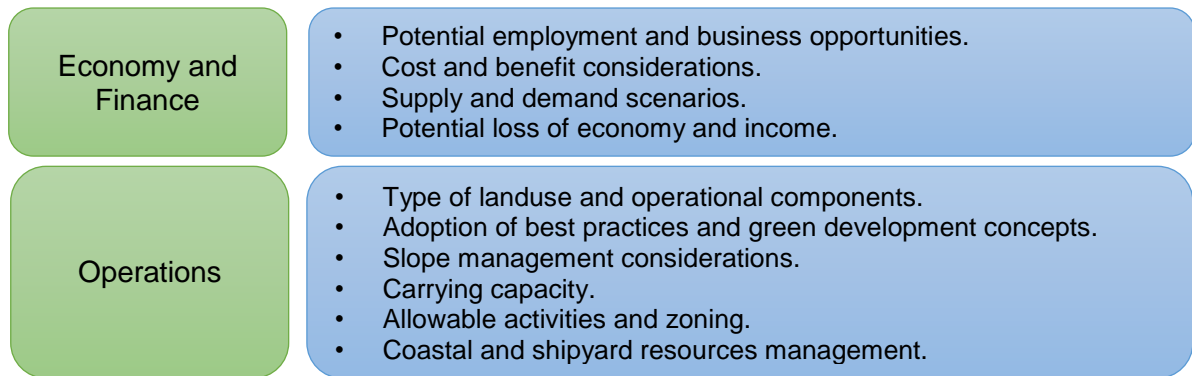 Economy and
Finance
• Potential employment and business opportunities.
• Cost and benefit considerations.
• Supply and demand scenarios.
• Potential loss of economy and income.
Operations
• Type of landuse and operational components.
• Adoption of best practices and green development concepts.
• Slope management considerations.
• Carrying capacity.
• Allowable activities and zoning.
• Coastal and shipyard resources management.